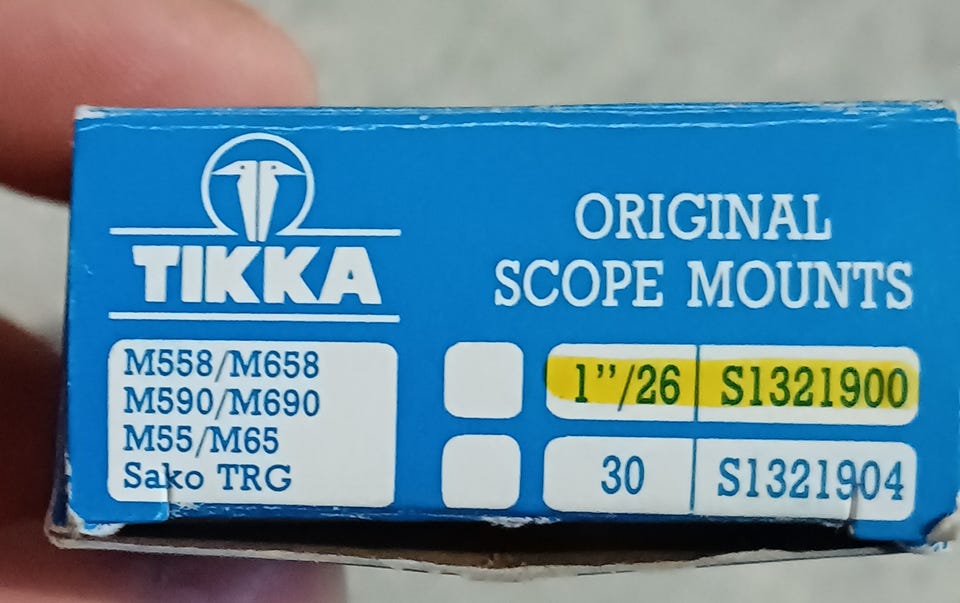 TIKKA
ORIGINAL
SCOPE MOUNTS
M558/M658
M590/M690
M55/M65
Sako TRG
1”/26 S1321900
30 S1321904